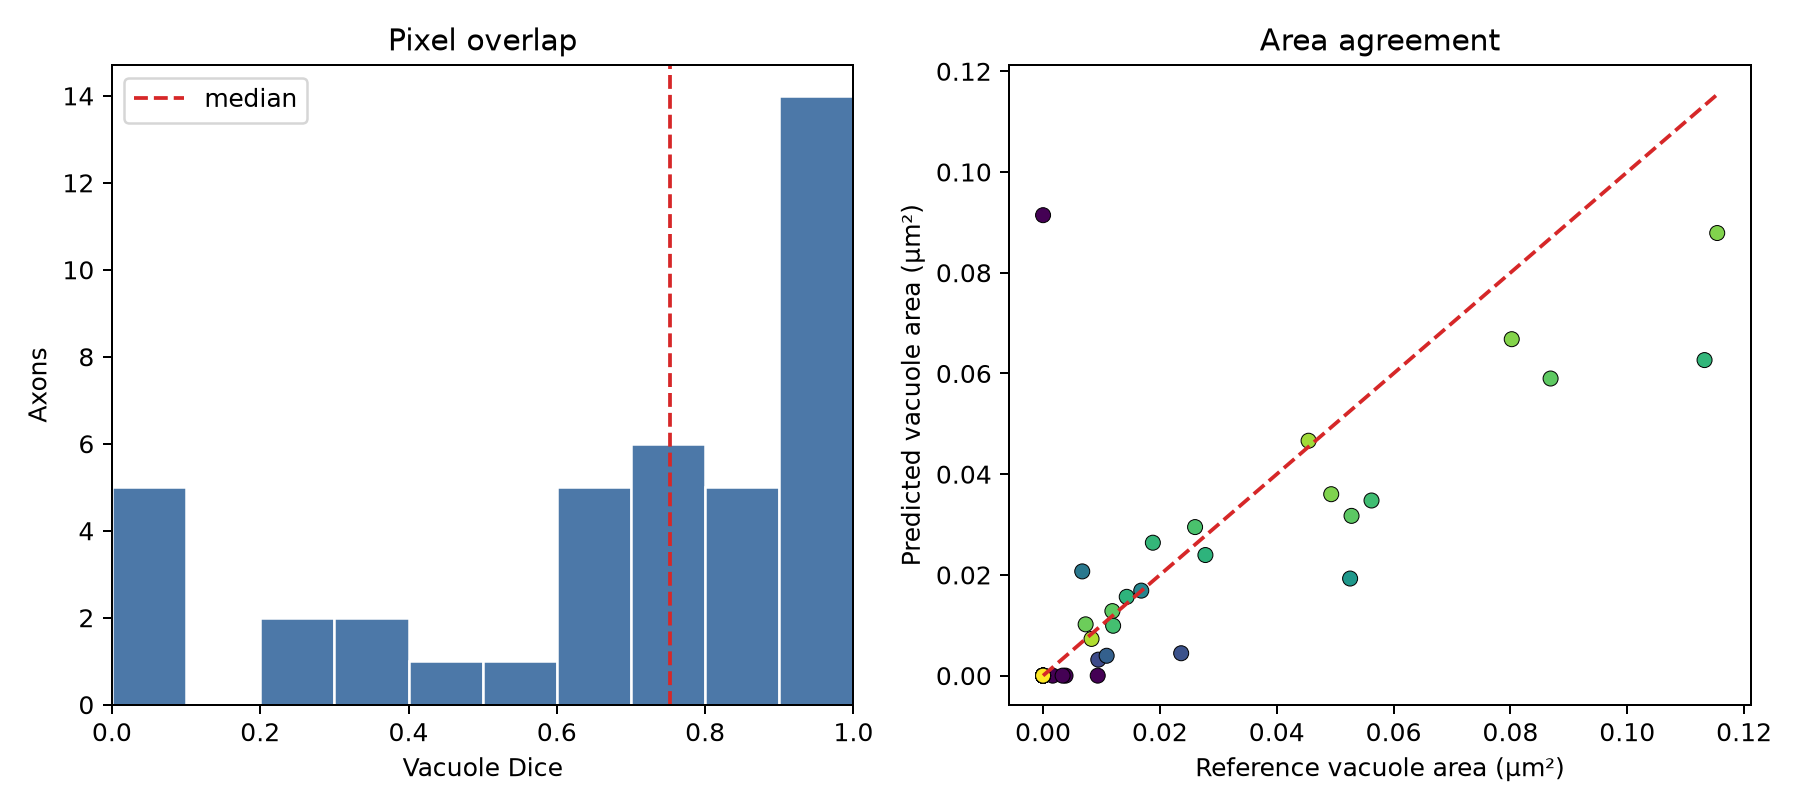 Pixel overlap
median
14
12
10
8
6
4
2
0
Axons
0.0 0.2 0.4 0.6 0.8 1.0
Vacuole Dice
Area agreement
0.12
0.10
0.08
0.06
0.04
0.02
0.00
Predicted vacuole area (μm²)
0.00 0.02 0.04 0.06 0.08 0.10 0.12
Reference vacuole area (μm²)